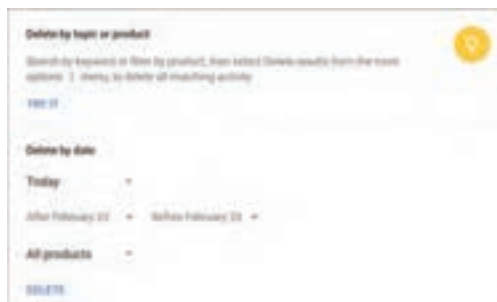 Delete by topic or product
Search by keyword or filter by product, then select Delete results from the more
options menu, to delete all matching activity
TRY IT
Delete by date
Today
After February 23 Before February 23
All products
DELETE